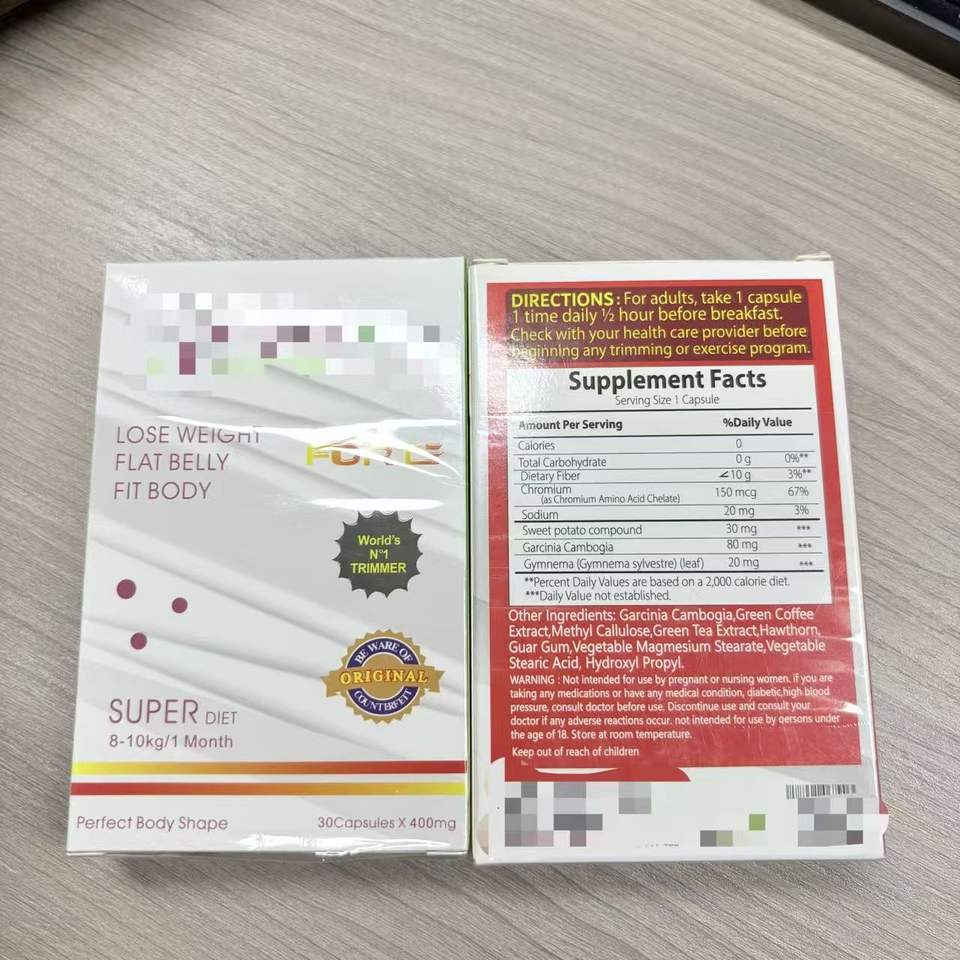 LOSE WEIGHT
FLAT BELLY
FIT BODY
FORTE
World's
N°1
TRIMMER
BE WARE OF
ORIGINAL
COUNTERFEIT
SUPER DIET
8-10kg/1 Month
Perfect Body Shape
30Capsules X 400mg
DIRECTIONS : For adults, take 1 capsule
1 time daily ½ hour before breakfast.
Check with your health care provider before
beginning any trimming or exercise program.
Supplement Facts
Serving Size 1 Capsule
Amount Per Serving %Daily Value
Calories 0
Total Carbohydrate 0 g 0%**
Dietary Fiber ∠10 g 3%**
Chromium 150 mcg 67%
(as Chromium Amino Acid Chelate)
Sodium 20 mg 3%
Sweet potato compound 30 mg ***
Garcinia Cambogia 80 mg ***
Gymnema (Gymnema sylvestre) (leaf) 20 mg ***
**Percent Daily Values are based on a 2,000 calorie diet.
***Daily Value not established.
Other Ingredients: Garcinia Cambogia,Green Coffee
Extract,Methyl Callulose,Green Tea Extract,Hawthorn,
Guar Gum,Vegetable Magmesium Stearate,Vegetable
Stearic Acid, Hydroxyl Propyl.
WARNING : Not intended for use by pregnant or nursing women. if you are
taking any medications or have any medical condition, diabetic,high blood
pressure, consult doctor before use. Discontinue use and consult your
doctor if any adverse reactions occur. not intended for use by oersons under
the age of 18. Store at room temperature.
Keep out of reach of children